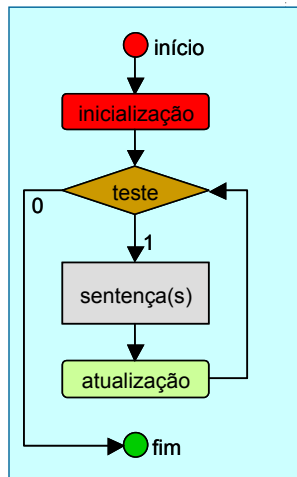 início
inicialização
teste
0
1
sentença(s)
atualização
fim